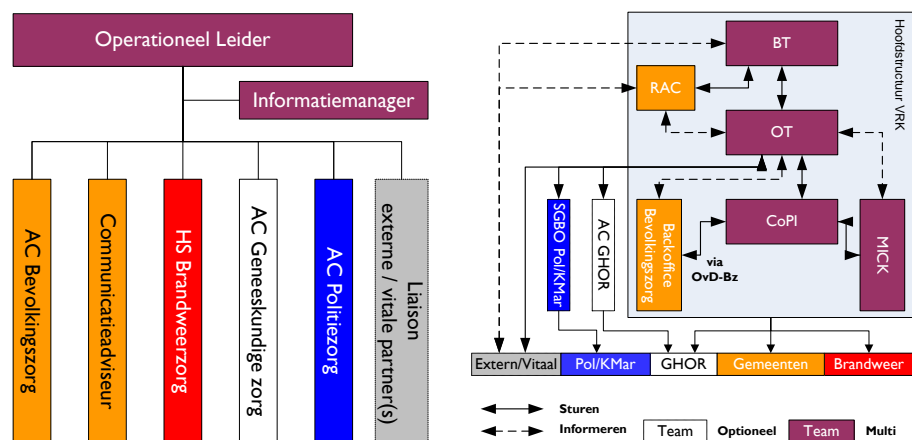 Operationeel Leider
Informatiemanager
AC Bevolkingszorg
Communicatieadviseur
HS Brandweerzorg
AC Geneeskundige zorg
AC Politiezorg
Liaison
externe / vitale partner(s)
Hoofdstructuur VRK
BT
RAC
OT
SGBO Pol/KMar
AC GHOR
Backoffice
Bevolkingszorg
CoPI
MICK
via
OvD-Bz
Extern/Vitaal
Pol/KMar
GHOR
Gemeenten
Brandweer
Sturen
Informeren
Team
Optioneel
Team
Multi